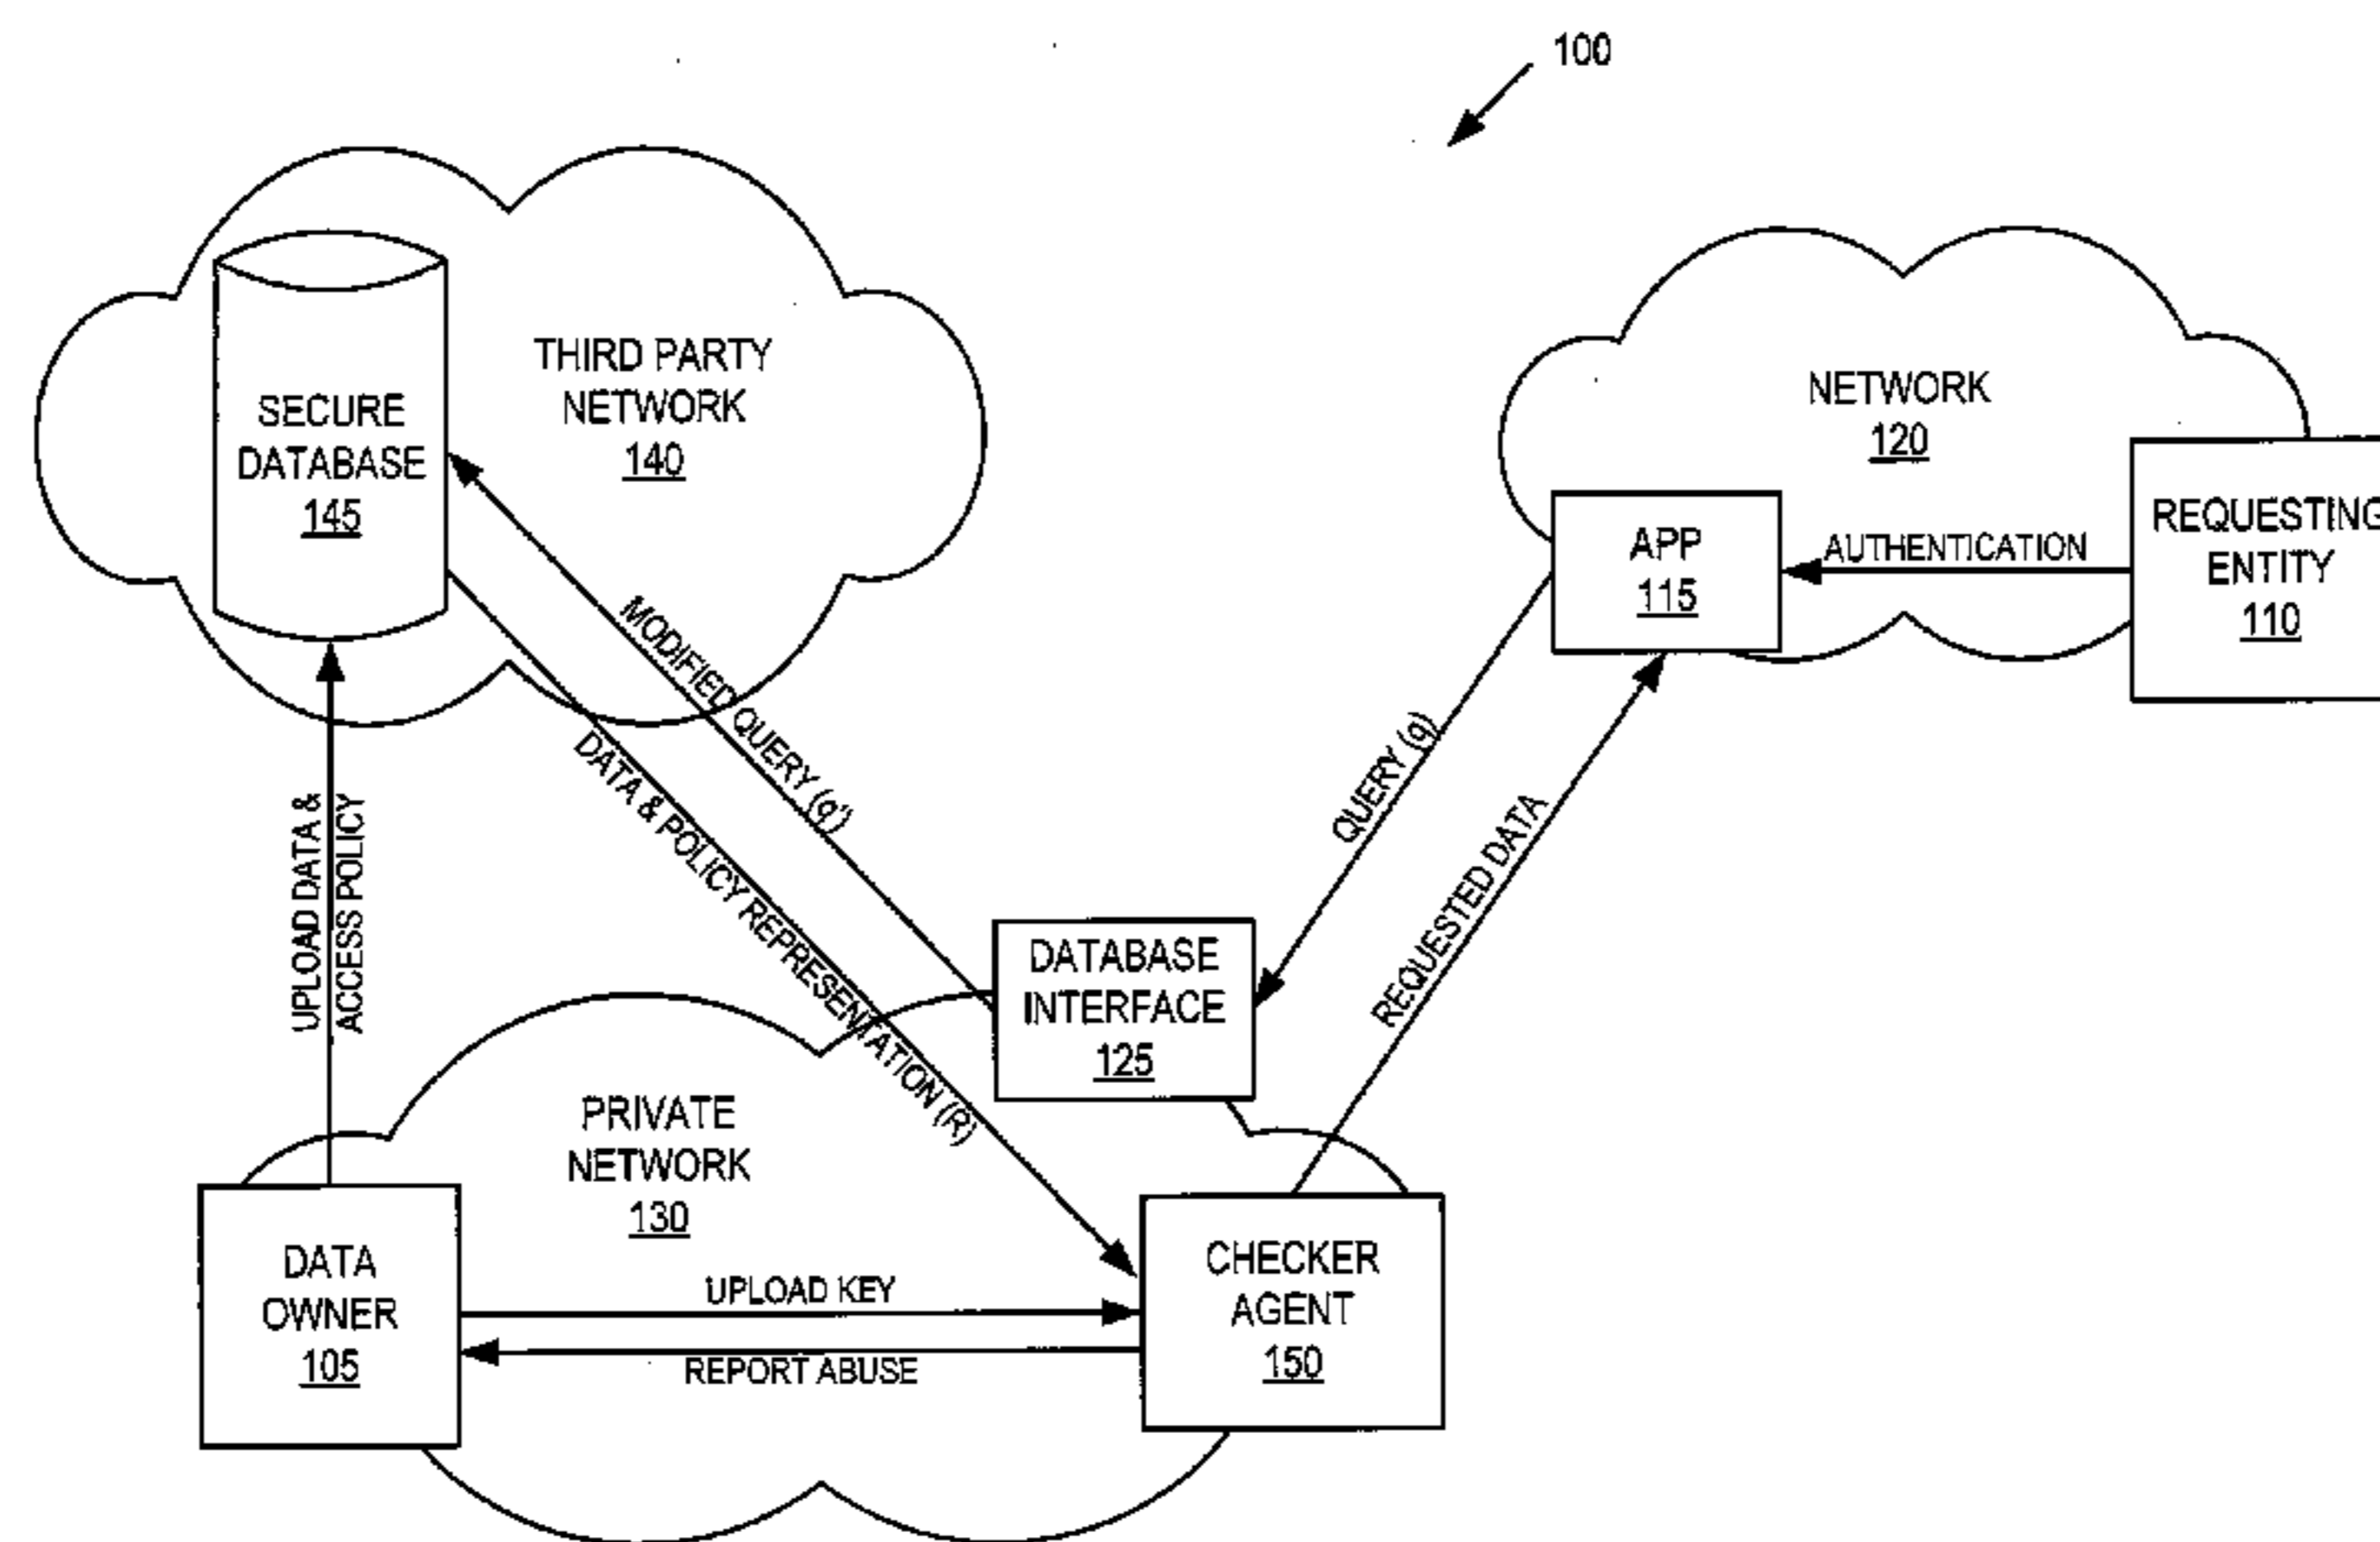 100
THIRD PARTY
NETWORK
140
SECURE
DATABASE
145
NETWORK
120
APP
115
AUTHENTICATION
REQUESTING
ENTITY
110
MODIFIED QUERY (q')
DATA & POLICY REPRESENTATION (R)
QUERY (q)
REQUESTED DATA
UPLOAD DATA &
ACCESS POLICY
DATABASE
INTERFACE
125
PRIVATE
NETWORK
130
DATA
OWNER
105
UPLOAD KEY
REPORT ABUSE
CHECKER
AGENT
150